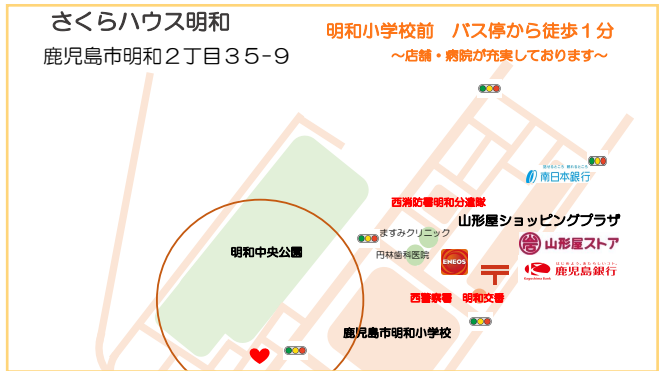 さくらハウス明和
鹿児島市明和２丁目３５-９
明和小学校前　バス停から徒歩１分
～店舗・病院が充実しております～
南日本銀行
西消防署明和分遣隊
山形屋ショッピングプラザ
ますみクリニック
山形屋ストア
明和中央公園
円林歯科医院
ENEOS
鹿児島銀行
Kagoshima Bank
西警察署　明和交番
鹿児島市明和小学校